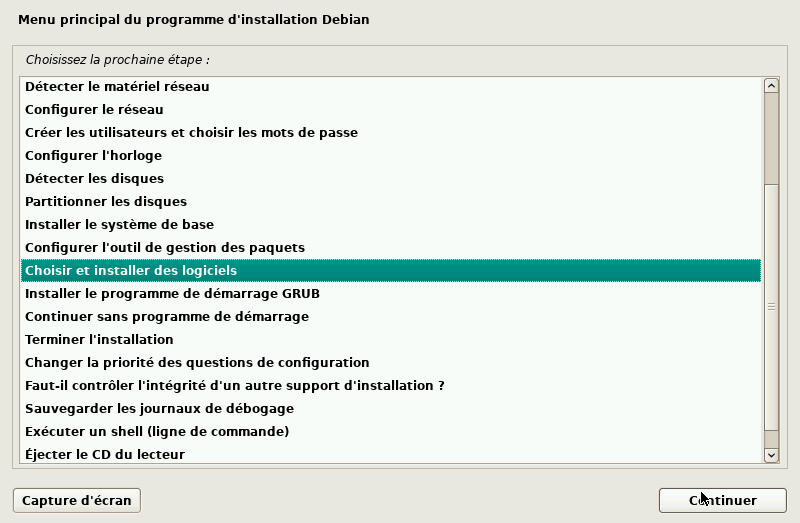 Menu principal du programme d'installation Debian
Choisissez la prochaine étape :
Détecter le matériel réseau
Configurer le réseau
Créer les utilisateurs et choisir les mots de passe
Configurer l'horloge
Détecter les disques
Partitionner les disques
Installer le système de base
Configurer l'outil de gestion des paquets
Choisir et installer des logiciels
Installer le programme de démarrage GRUB
Continuer sans programme de démarrage
Terminer l'installation
Changer la priorité des questions de configuration
Faut-il contrôler l'intégrité d'un autre support d'installation ?
Sauvegarder les journaux de débogage
Exécuter un shell (ligne de commande)
Éjecter le CD du lecteur
Capture d'écran
Continuer